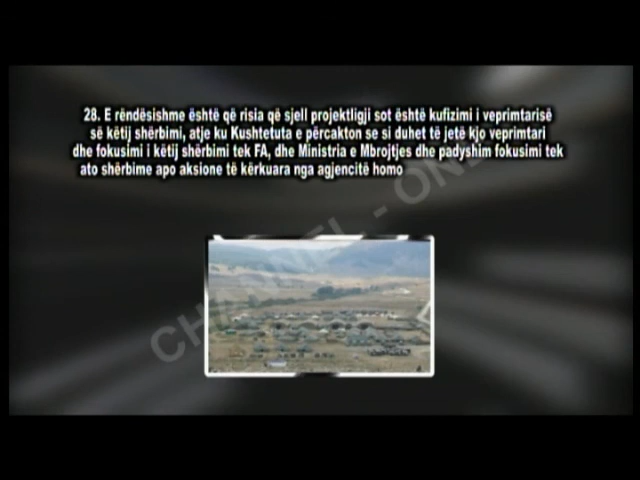 28. E rëndësishme është që risia që sjell projektligji sot është kufizimi i veprimtarisë
së këtij shërbimi, atje ku Kushtetuta e përcakton se si duhet të jetë kjo veprimtari
dhe fokusimi i këtij shërbimi tek FA, dhe Ministria e Mbrojtjes dhe padyshim fokusimi tek
ato shërbime apo aksione të kërkuara nga agjencitë homo
CHANNEL - ONE